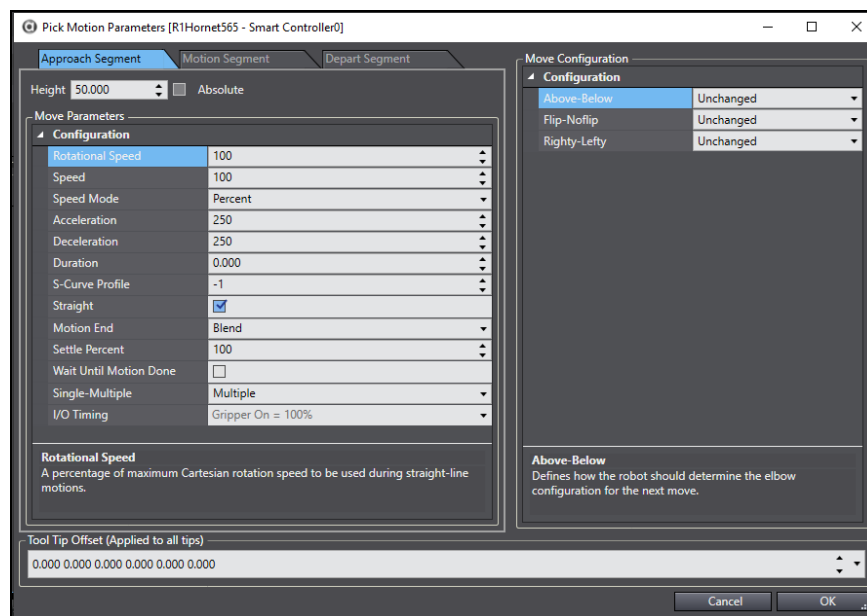 Pick Motion Parameters [R1Hornet565 - Smart Controller0]
Approach Segment Motion Segment Depart Segment
Height 50.000 Absolute
Move Parameters
Configuration
Rotational Speed 100
Speed 100
Speed Mode Percent
Acceleration 250
Deceleration 250
Duration 0.000
S-Curve Profile -1
Straight
Motion End Blend
Settle Percent 100
Wait Until Motion Done
Single-Multiple Multiple
I/O Timing Gripper On = 100%
Rotational Speed
A percentage of maximum Cartesian rotation speed to be used during straight-line
motions.
Move Configuration
Configuration
Above-Below Unchanged
Flip-Noflip Unchanged
Righty-Lefty Unchanged
Above-Below
Defines how the robot should determine the elbow
configuration for the next move.
Tool Tip Offset (Applied to all tips)
0.000 0.000 0.000 0.000 0.000 0.000
Cancel OK